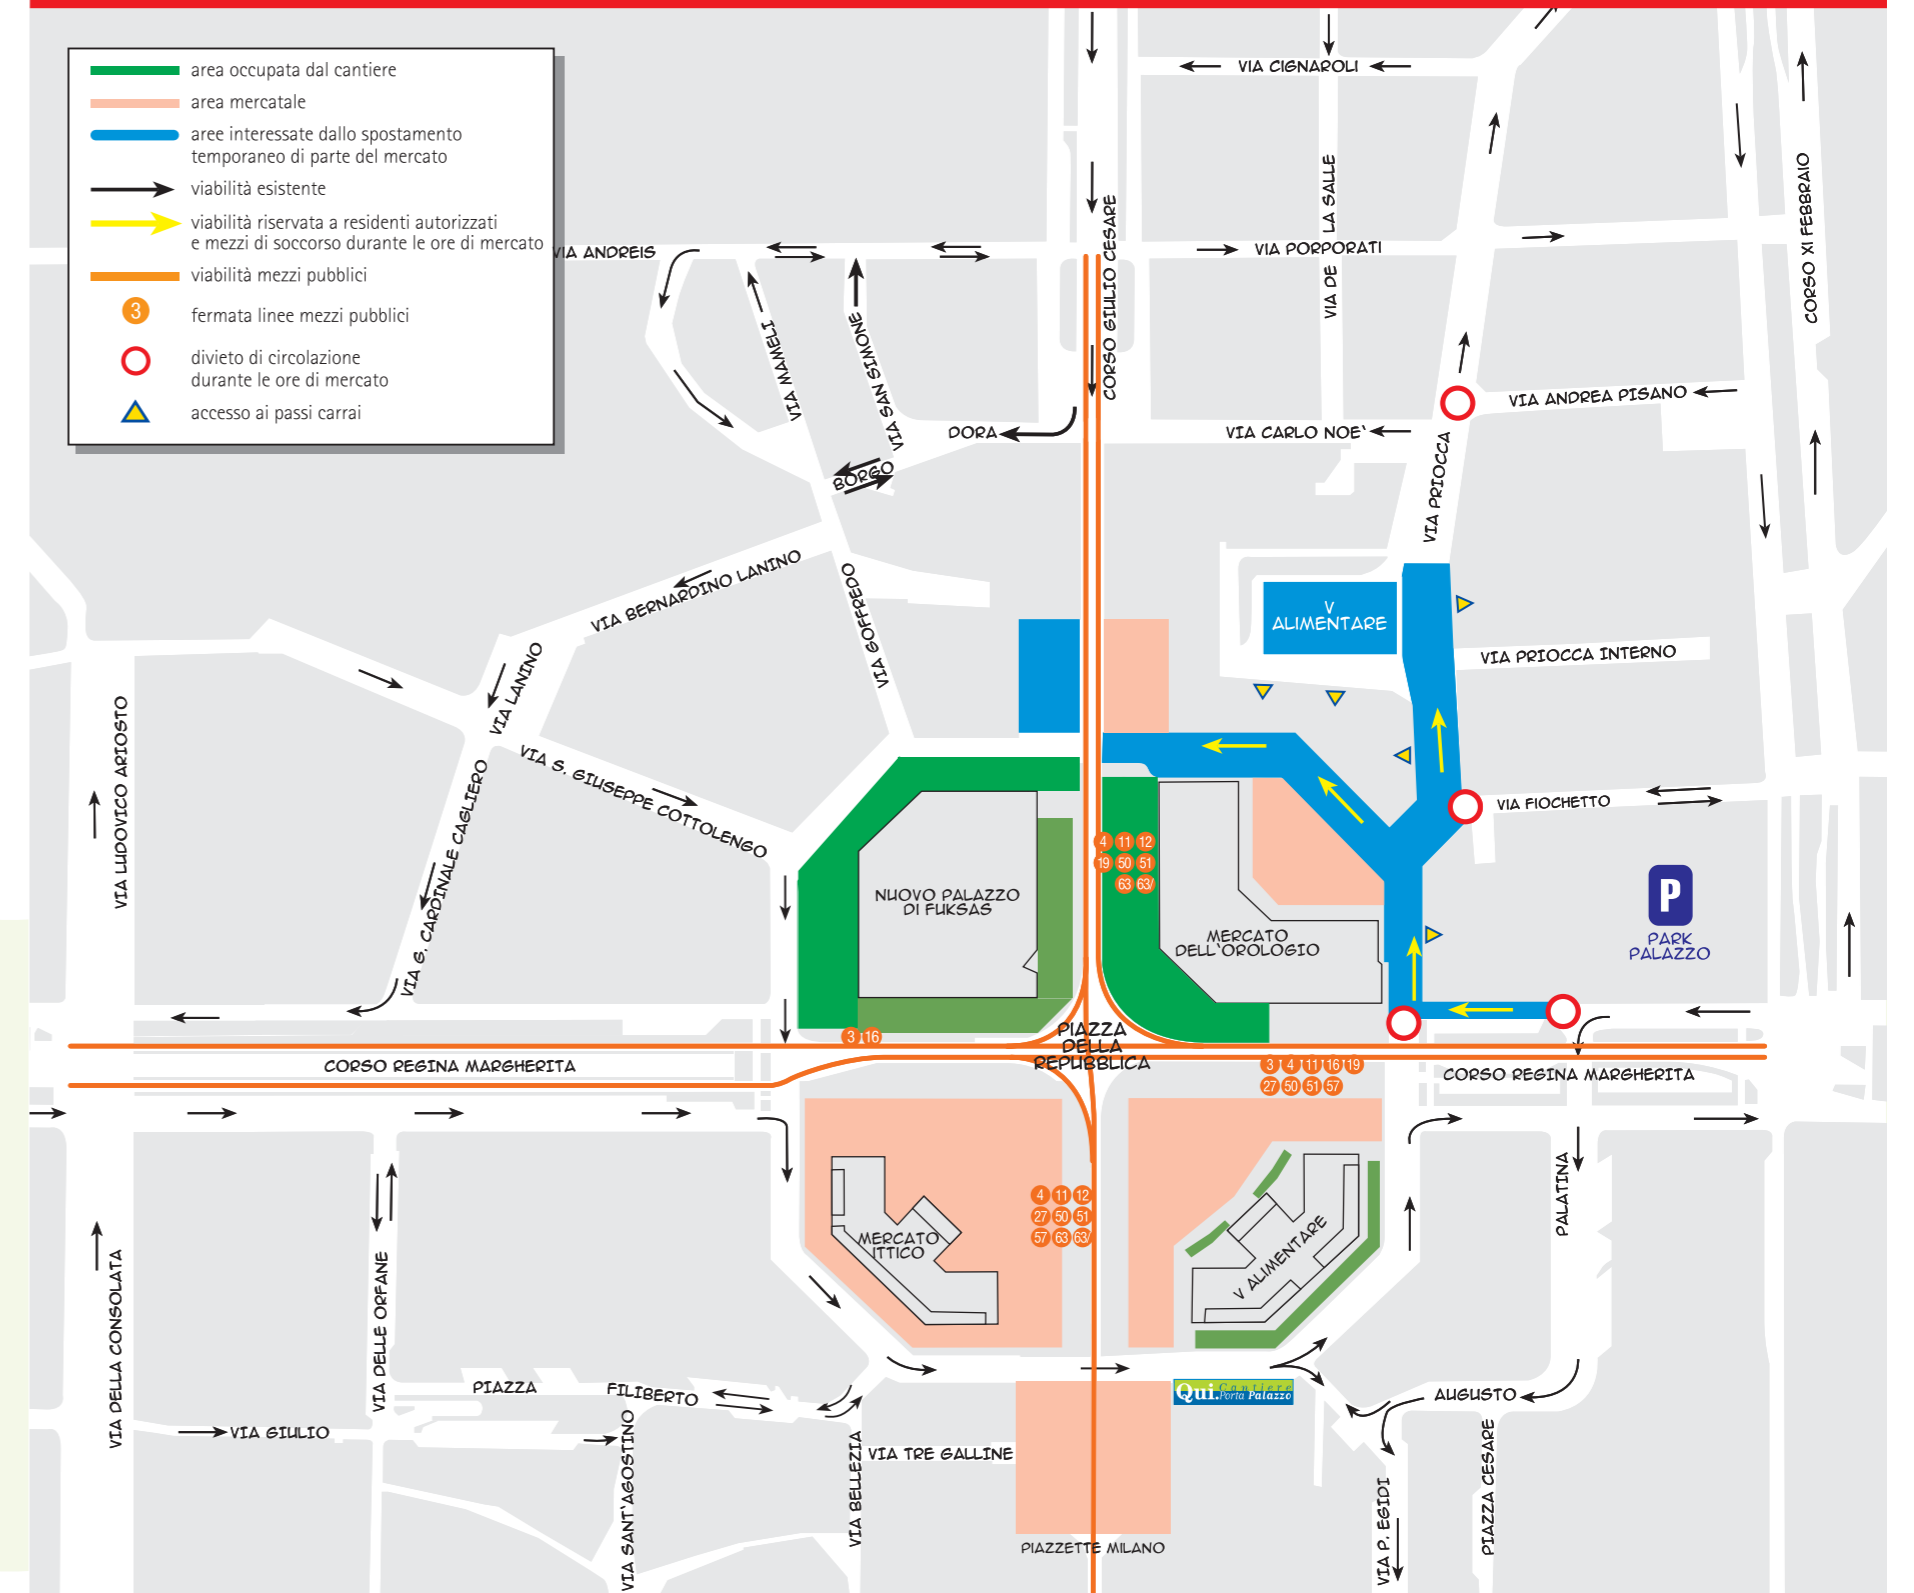 area occupata dal cantiere
area mercatale
aree interessate dallo spostamento
temporaneo di parte del mercato
viabilità esistente
viabilità riservata a residenti autorizzati
e mezzi di soccorso durante le ore di mercato
viabilità mezzi pubblici
3
fermata linee mezzi pubblici
divieto di circolazione
durante le ore di mercato
accesso ai passi carrai
VIA CIGNAROLI
VIA DE LA SALLE
CORSO XI FEBBRAIO
VIA ANDREIS
CORSO GIULIO CESARE
VIA PORPORATI
VIA MAMELI
VIA SAN SIMONE
VIA ANDREA PISANO
DORA
BORGO
VIA CARLO NOE'
VIA PRIOCCA
VIA BERNARDINO LANINO
VIA GOFFREDO
V
ALIMENTARE
VIA PRIOCCA INTERNO
VIA LANINO
VIA LUDOVICO ARIOSTO
VIA S. GIUSEPPE COTTOLENGO
VIA G. CARDINALE CAGLIERO
VIA FIOCHETTO
4 11 12
19 50 51
63 63/
NUOVO PALAZZO
DI FUKSAS
MERCATO
DELL'OROLOGIO
P
PARK
PALAZZO
3 16
PIAZZA
DELLA
REPUBBLICA
CORSO REGINA MARGHERITA
3 4 11 16 19
27 50 51 57
CORSO REGINA MARGHERITA
4 11 12
27 50 51
57 63 63/
MERCATO
ITTICO
V ALIMENTARE
PALATINA
VIA DELLA CONSOLATA
VIA DELLE ORFANE
PIAZZA
FILIBERTO
Qui.Cantiere
Porta Palazzo
AUGUSTO
VIA GIULIO
VIA SANT'AGOSTINO
VIA BELLEZIA
VIA TRE GALLINE
PIAZZETTE MILANO
VIA P. EGIDI
PIAZZA CESARE